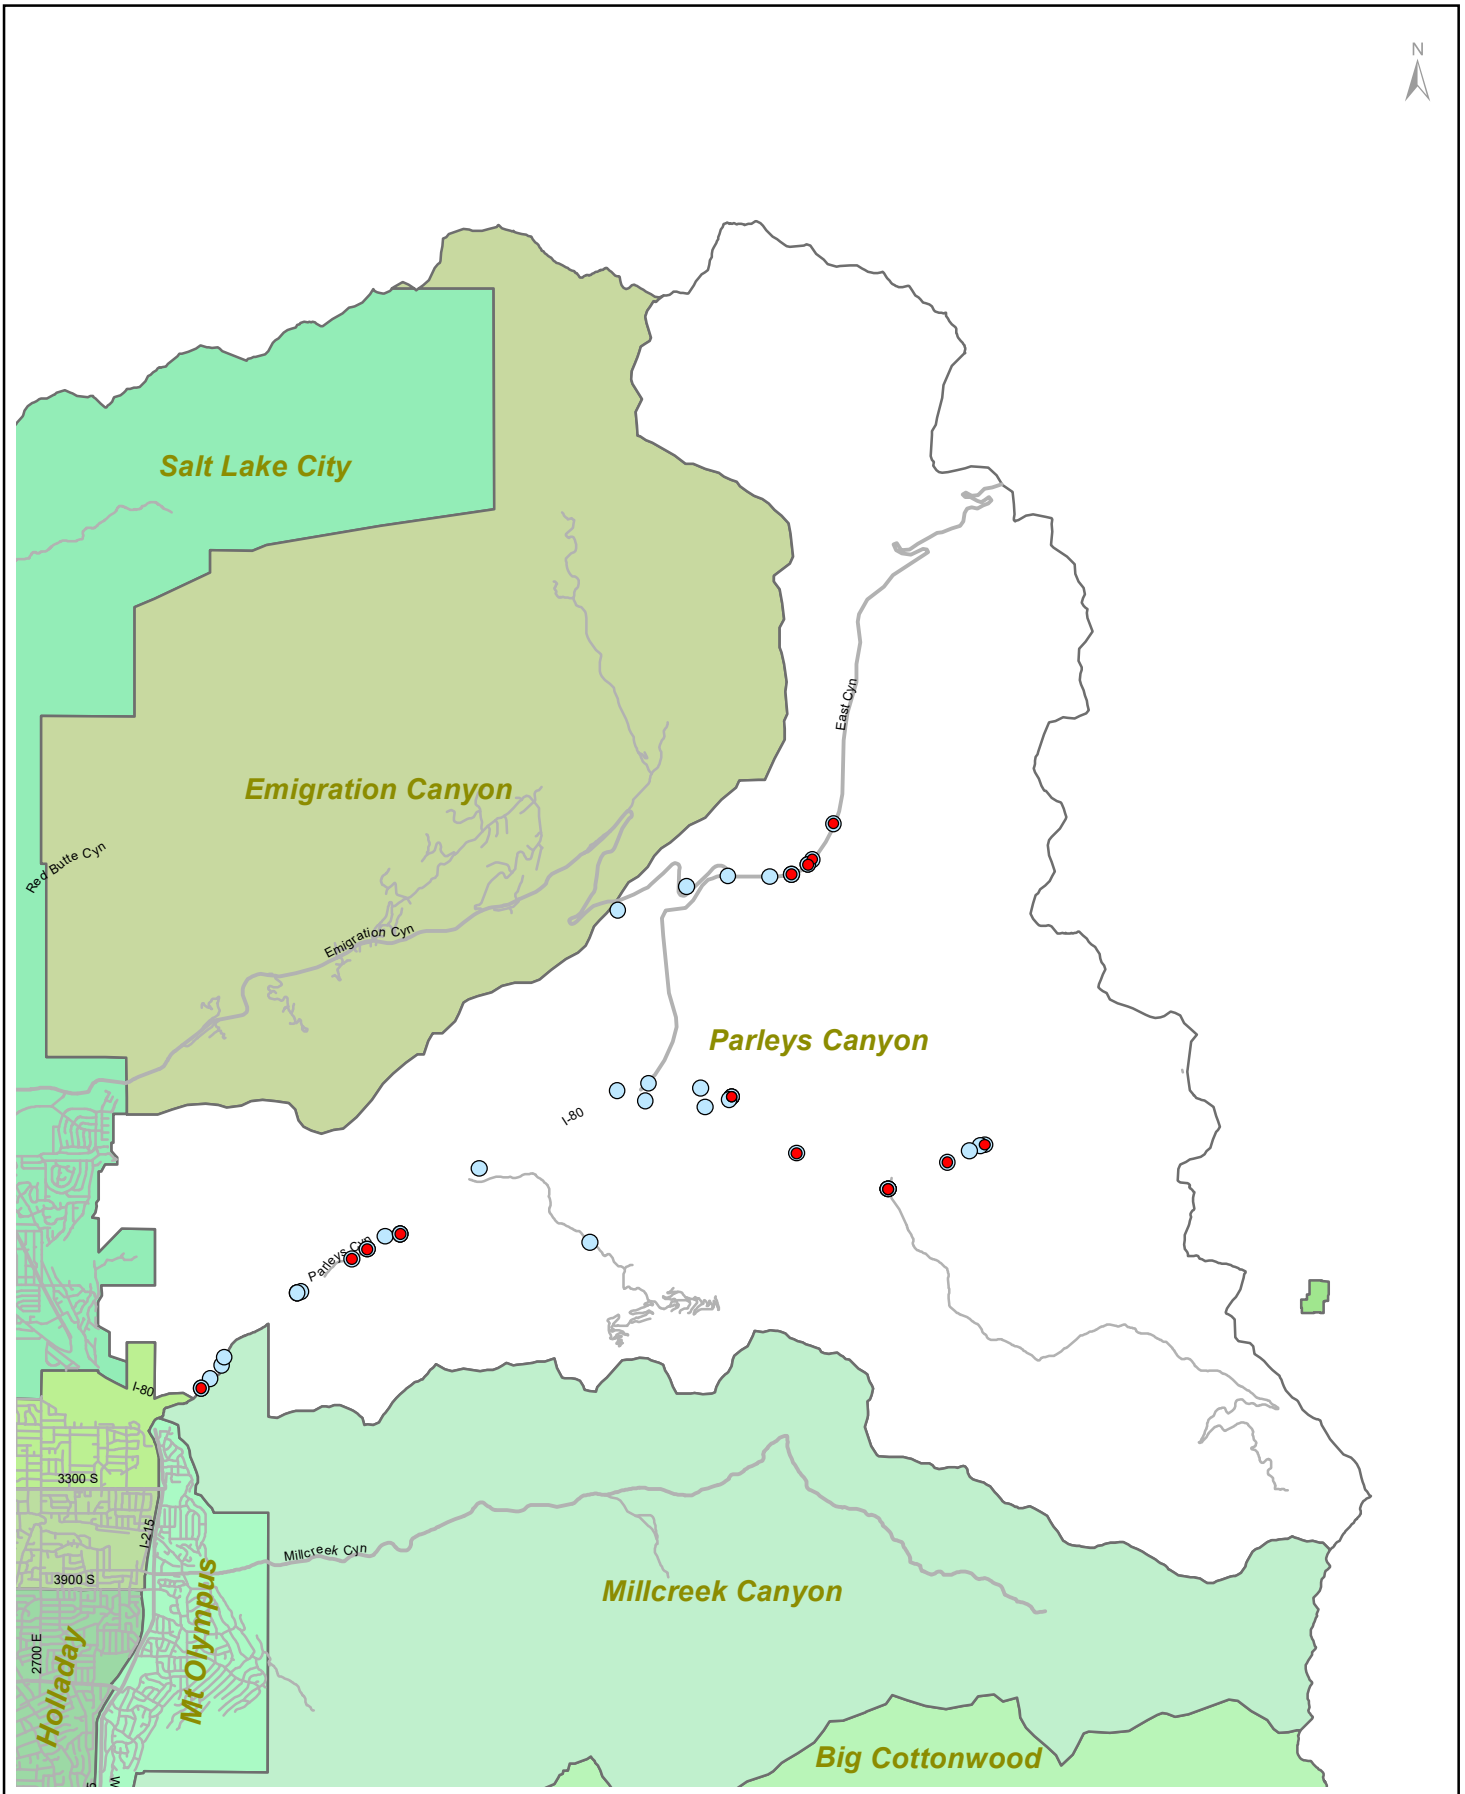 N
Salt Lake City
East Cyn
Emigration Canyon
Red Butte Cyn
Emigration Cyn
Parleys Canyon
I-80
Parleys Cyn
I-80
3300 S
I-215
Millcreek Cyn
3900 S
Millcreek Canyon
Mt Olympus
2700 E
Holladay
Big Cottonwood